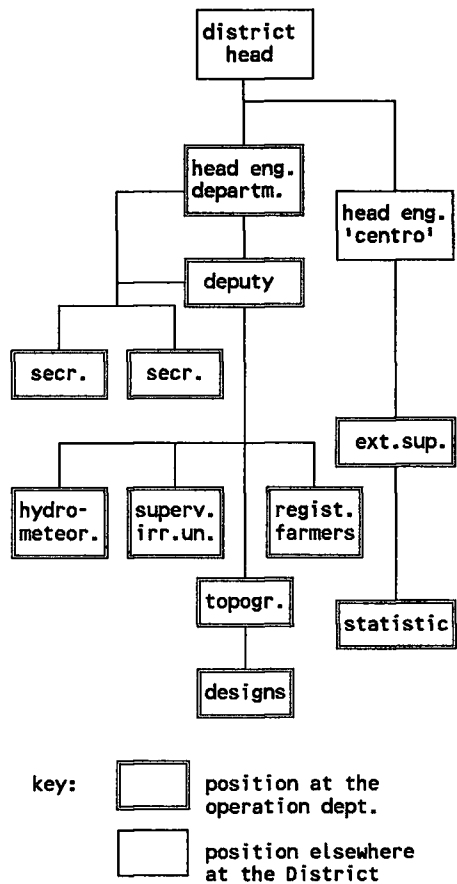 district
head
head eng.
departm.
head eng.
'centro'
deputy
secr.
secr.
ext.sup.
hydro-
meteor.
superv.
irr.un.
regist.
farmers
topogr.
statistic
designs
key:
position at the
operation dept.
position elsewhere
at the District